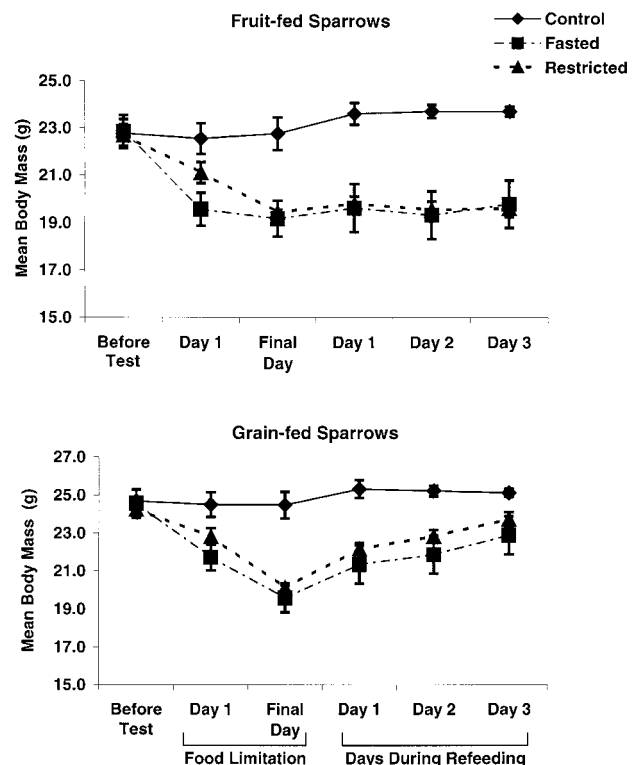 Fruit-fed Sparrows
Control
Fasted
Restricted
Mean Body Mass (g)
25.0
23.0
21.0
19.0
17.0
15.0
Before Test
Day 1
Final Day
Day 1
Day 2
Day 3
Grain-fed Sparrows
Mean Body Mass (g)
27.0
25.0
23.0
21.0
19.0
15.0
Before Test
Day 1
Final Day
Day 1
Day 2
Day 3
Food Limitation
Days During Refeeding